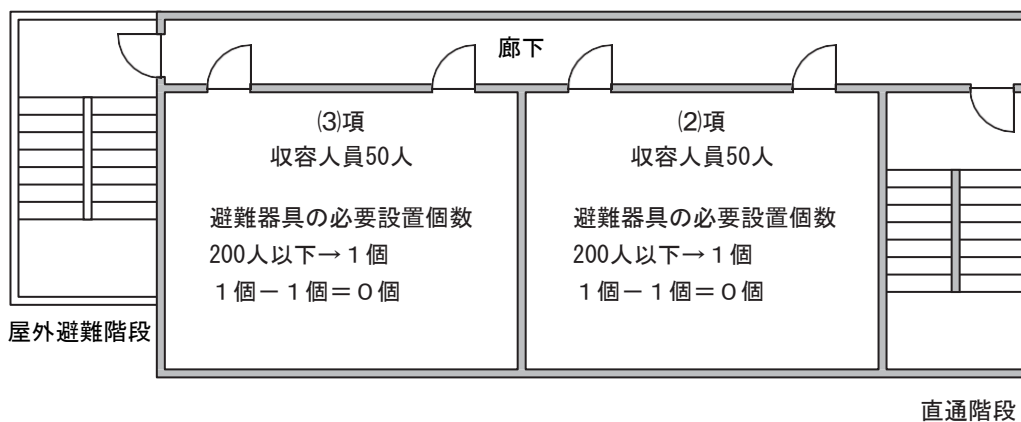 廊下
⑶項
収容人員50人
避難器具の必要設置個数
200人以下→１個
１個－１個＝０個
⑵項
収容人員50人
避難器具の必要設置個数
200人以下→１個
１個－１個＝０個
屋外避難階段
直通階段